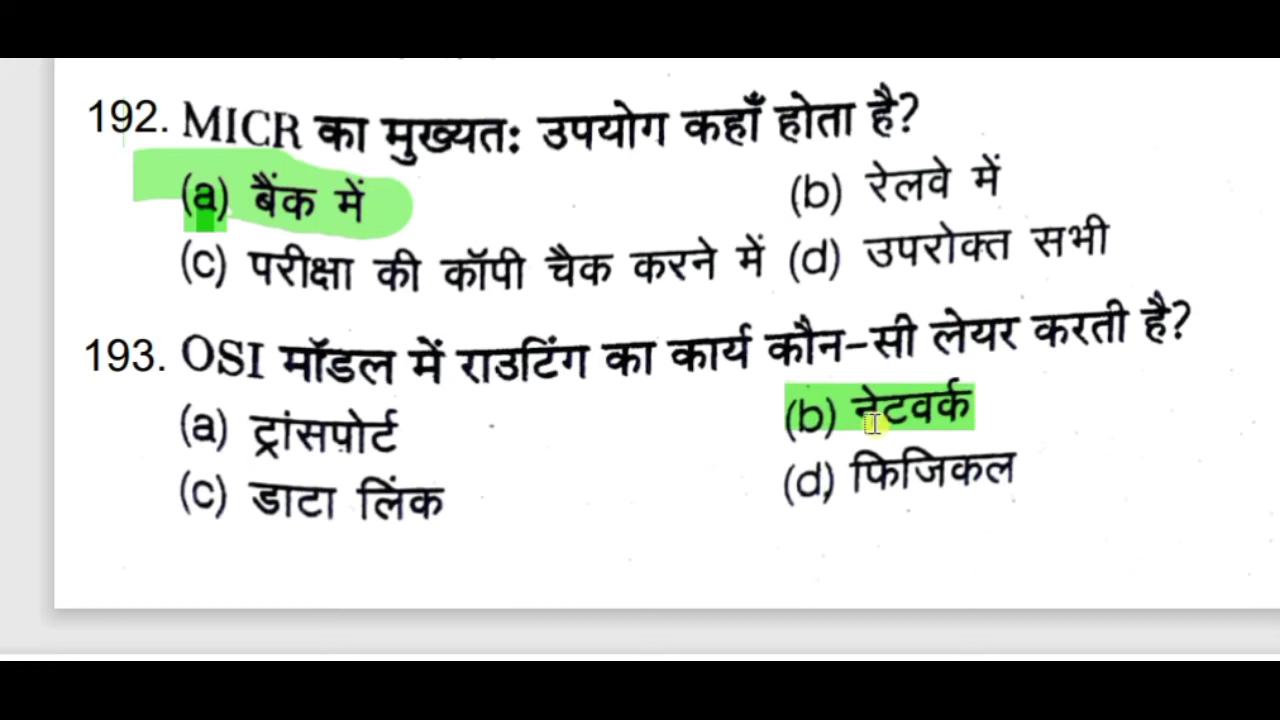 192. MICR का मुख्यतः उपयोग कहाँ होता है?
(a) बैंक में (b) रेलवे में
(c) परीक्षा की कॉपी चैक करने में (d) उपरोक्त सभी
193. OSI मॉडल में राउटिंग का कार्य कौन-सी लेयर करती है?
(a) ट्रांसपोर्ट (b) नेटवर्क
(c) डाटा लिंक (d) फिजिकल